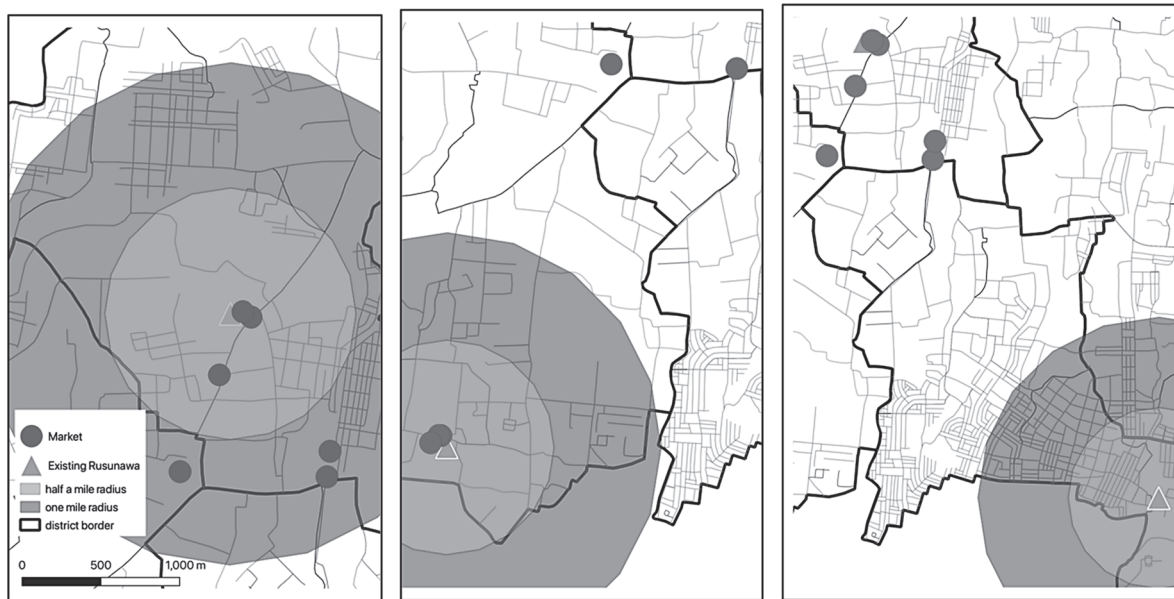 Market
Existing Rusunawa
half a mile radius
one mile radius
district border
0 500 1,000 m